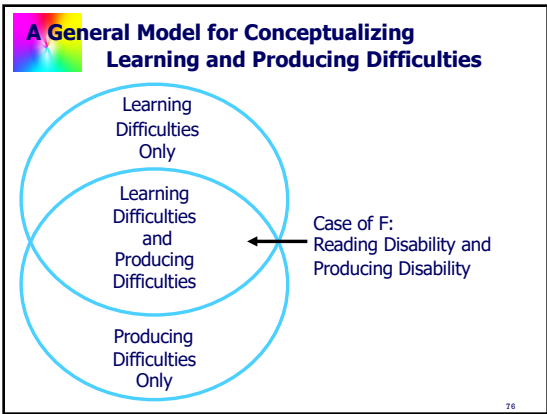 A General Model for Conceptualizing
Learning and Producing Difficulties
Learning
Difficulties
Only
Learning
Difficulties
and
Producing
Difficulties
Case of F:
Reading Disability and
Producing Disability
Producing
Difficulties
Only
76